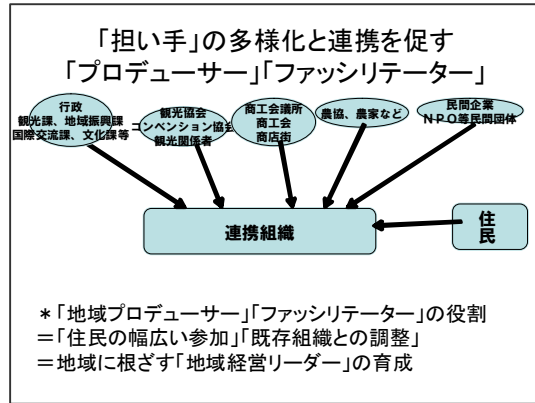 「担い手」の多様化と連携を促す
「プロデューサー」「ファッシリテーター」
行政
観光課、地域振興課
国際交流課、文化課等
観光協会
コンベンション協会
観光関係者
商工会議所
商工会
商店街
農協、農家など
民間企業
NPO等民間団体
連携組織
住
民
*「地域プロデューサー」「ファッシリテーター」の役割
=「住民の幅広い参加」「既存組織との調整」
=地域に根ざす「地域経営リーダー」の育成